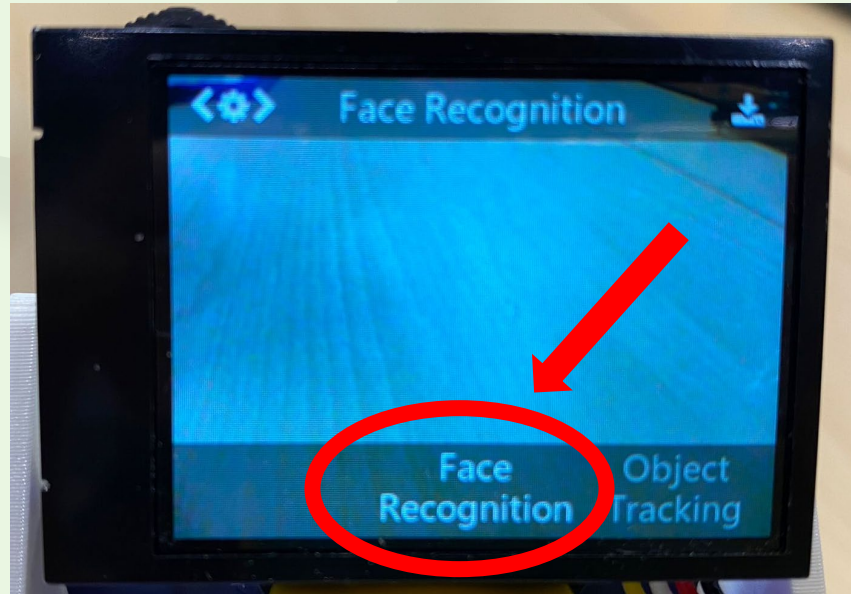 Face Recognition
Face
Recognition
Object
Tracking